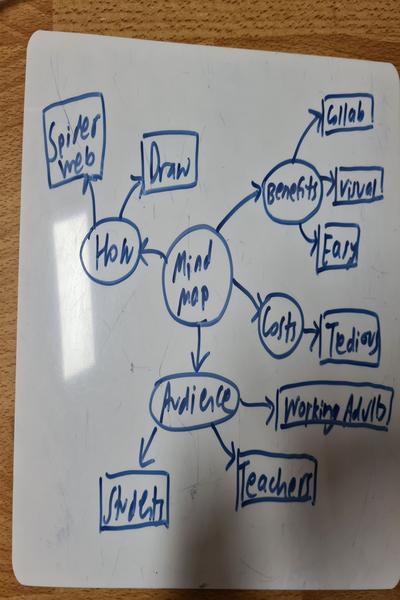 Spider
web
Draw
How
Mind
map
Benefits
Collab
Visual
Easy
Costs
Tedious
Audience
Working Adults
Teachers
Students